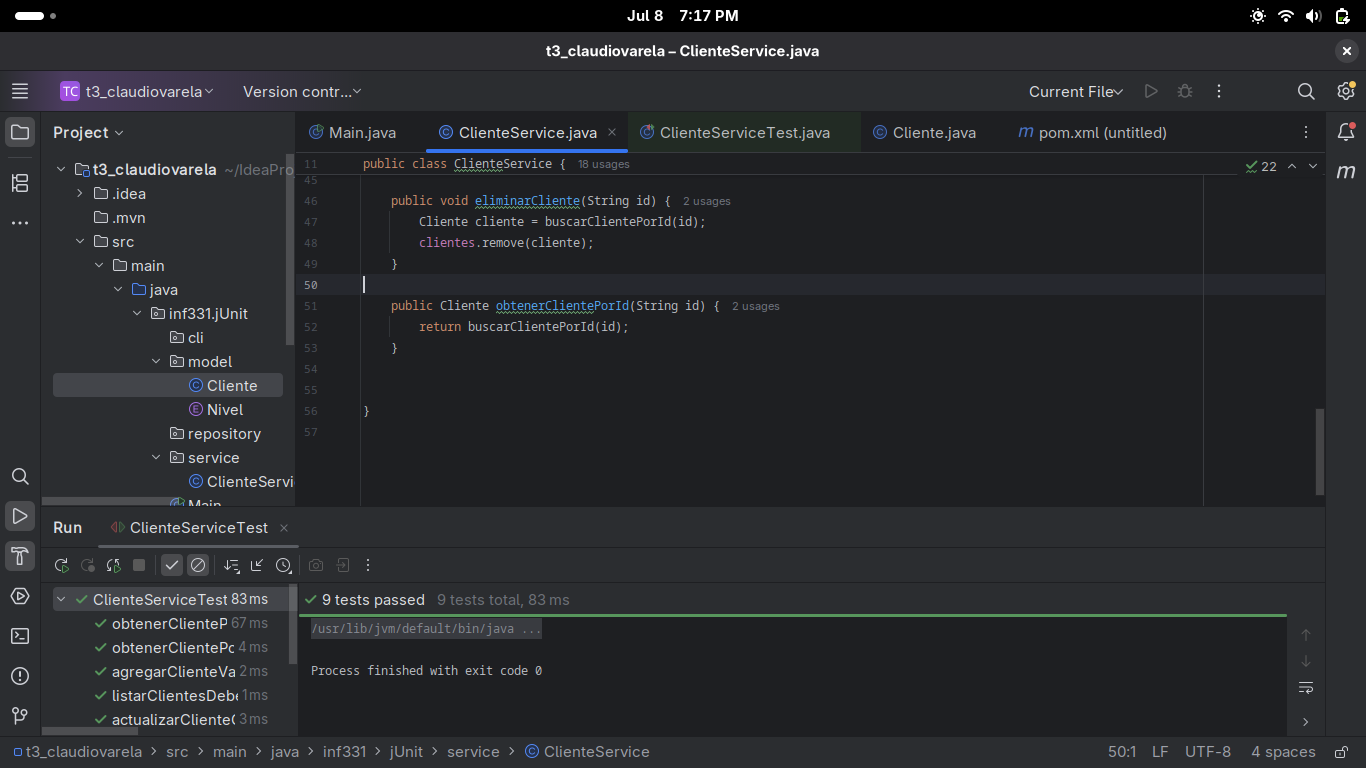 Jul 8 7:17 PM
t3_claudiovarela – ClienteService.java
TC t3_claudiovarela Version contr... Current File
Project
Main.java ClienteService.java ClienteServiceTest.java Cliente.java pom.xml (untitled)
t3_claudiovarela ~/IdeaPro
.idea
.mvn
src
main
java
inf331.jUnit
cli
model
Cliente
Nivel
repository
service
ClienteServi
Main
11 public class ClienteService { 18 usages
22
45
46 public void eliminarCliente(String id) { 2 usages
47 Cliente cliente = buscarClientePorId(id);
48 clientes.remove(cliente);
49 }
50
51 public Cliente obtenerClientePorId(String id) { 2 usages
52 return buscarClientePorId(id);
53 }
54
55
56 }
57
Run ClienteServiceTest
ClienteServiceTest 83 ms
obtenerClienteP 67 ms
obtenerClientePo 4 ms
agregarClienteVa 2 ms
listarClientesDebe 1 ms
actualizarClienteC 3 ms
9 tests passed 9 tests total, 83 ms
/usr/lib/jvm/default/bin/java ...
Process finished with exit code 0
t3_claudiovarela > src > main > java > inf331 > jUnit > service > ClienteService 50:1 LF UTF-8 4 spaces